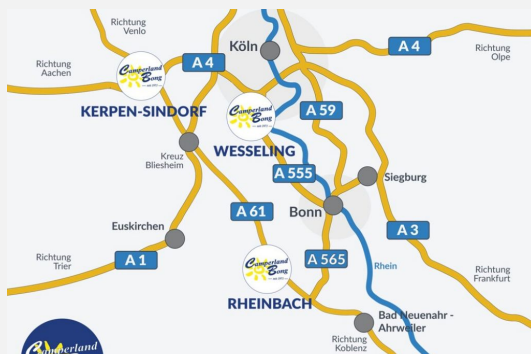 Richtung
Venlo
Köln
A 4
Richtung
Olpe
Richtung
Aachen
Camperland
Bong
A 4
KERPEN-SINDORF
A 59
Camperland
Bong
WESSELING
Kreuz
Bliesheim
A 555
Siegburg
A 61
Bonn
Euskirchen
A 3
Richtung
Trier
A 1
Camperland
Bong
A 565
Rhein
Richtung
Frankfurt
RHEINBACH
Bad Neuenahr -
Ahrweiler
Richtung
Koblenz
Camperland